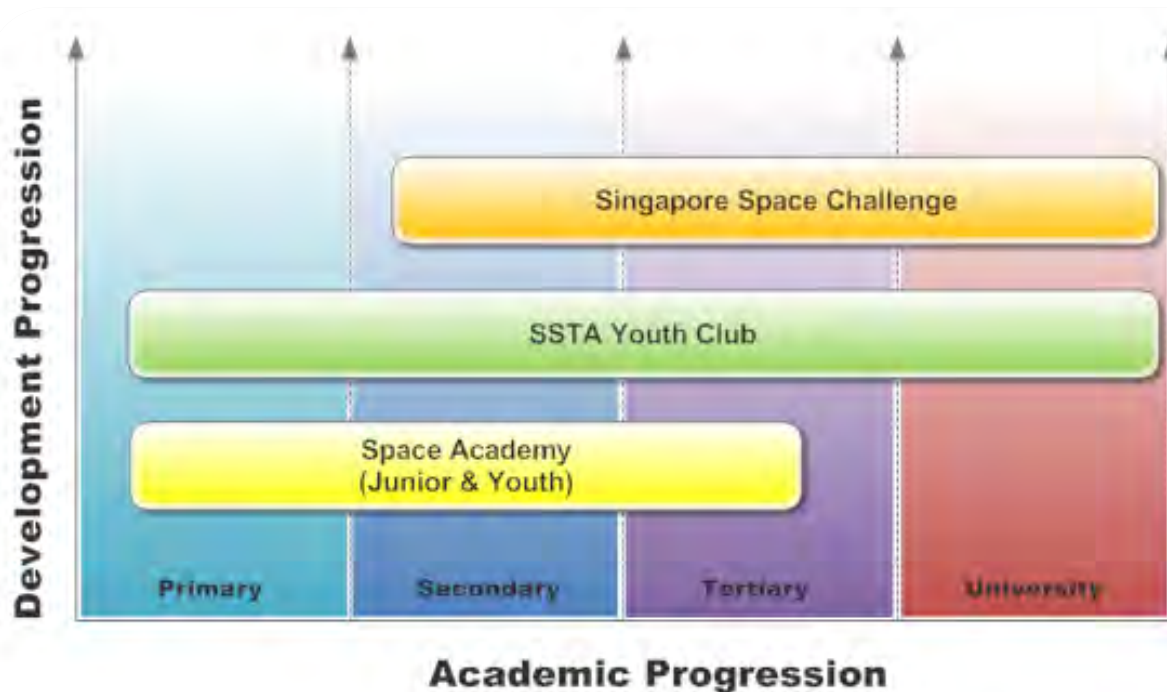 Development Progression
Singapore Space Challenge
SSTA Youth Club
Space Academy
(Junior & Youth)
Primary
Secondary
Tertiary
University
Academic Progression